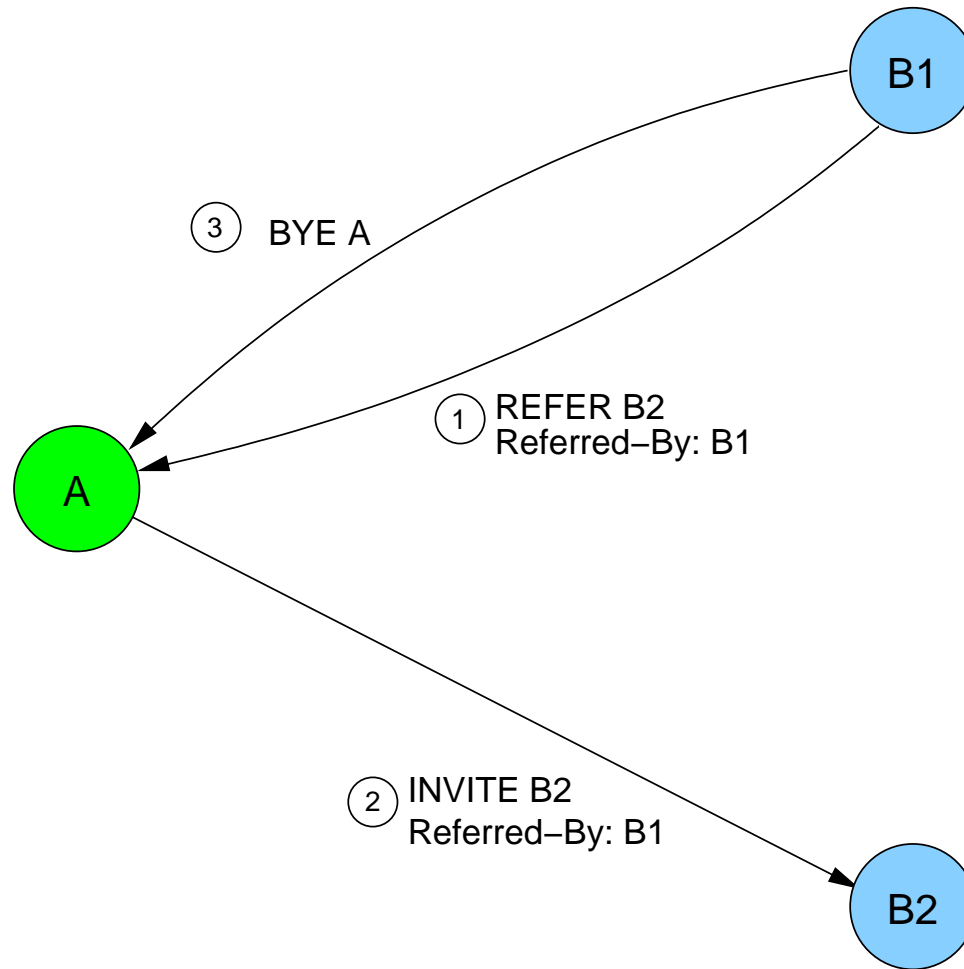 B1
3 BYE A
1 REFER B2
Referred−By: B1
A
2 INVITE B2
Referred−By: B1
B2